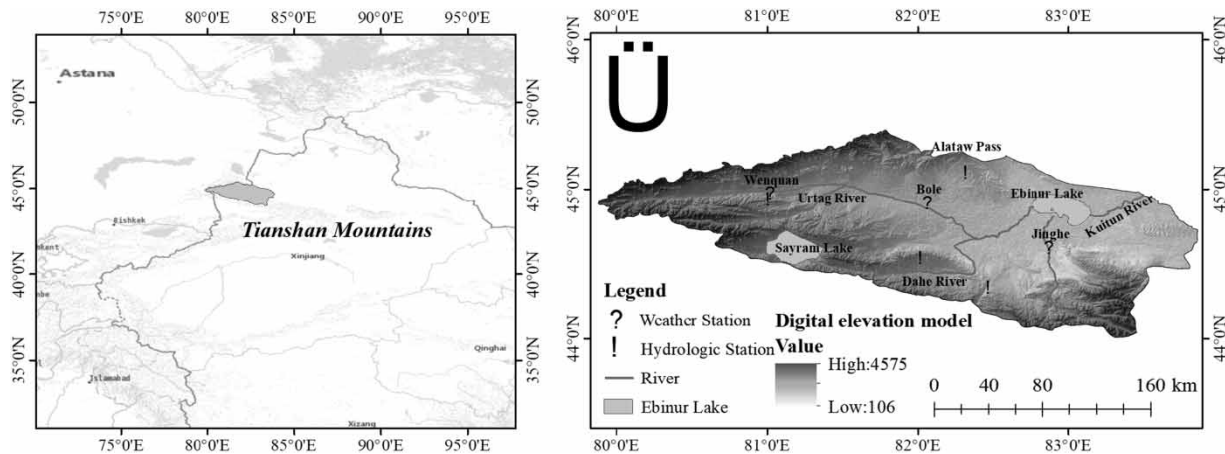 75°0'E 80°0'E 85°0'E 90°0'E 95°0'E
50°0'N 45°0'N 40°0'N 35°0'N
Astana
Bishkek
Tianshan Mountains
Xinjiang
Qinghai
Islamabad
Xizang
50°0'N 45°0'N 40°0'N 35°0'N
75°0'E 80°0'E 85°0'E 90°0'E 95°0'E
80°0'E 81°0'E 82°0'E 83°0'E
46°0'N 45°0'N 44°0'N
Ü
Alataw Pass
Wenquan
?
!
Urtag River
Bole
?
!
Ebinur Lake
Kuitun River
Jinghe
?
Sayram Lake
!
Dahe River
!
Legend
? Weather Station
! Hydrologic Station
River
Ebinur Lake
Digital elevation model
Value
High:4575
Low:106
0 40 80 160 km
46°0'N 45°0'N 44°0'N
80°0'E 81°0'E 82°0'E 83°0'E